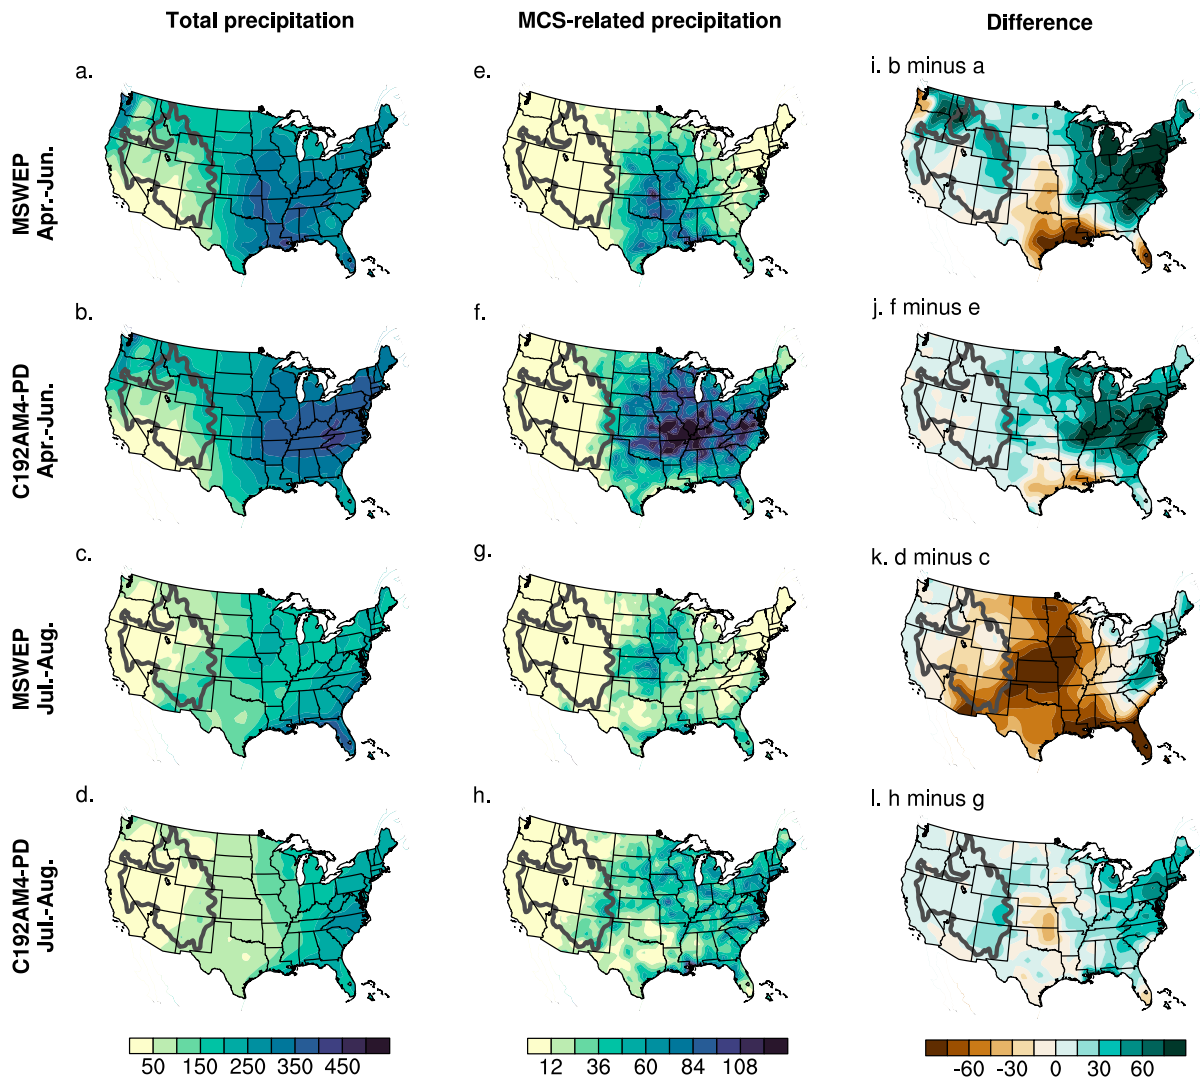 Total precipitation
MCS-related precipitation
Difference
MSWEP
Apr.-Jun.
a.
e.
i. b minus a
C192AM4-PD
Apr.-Jun.
b.
f.
j. f minus e
MSWEP
Jul.-Aug.
c.
g.
k. d minus c
C192AM4-PD
Jul.-Aug.
d.
h.
l. h minus g
50 150 250 350 450
12 36 60 84 108
-60 -30 0 30 60